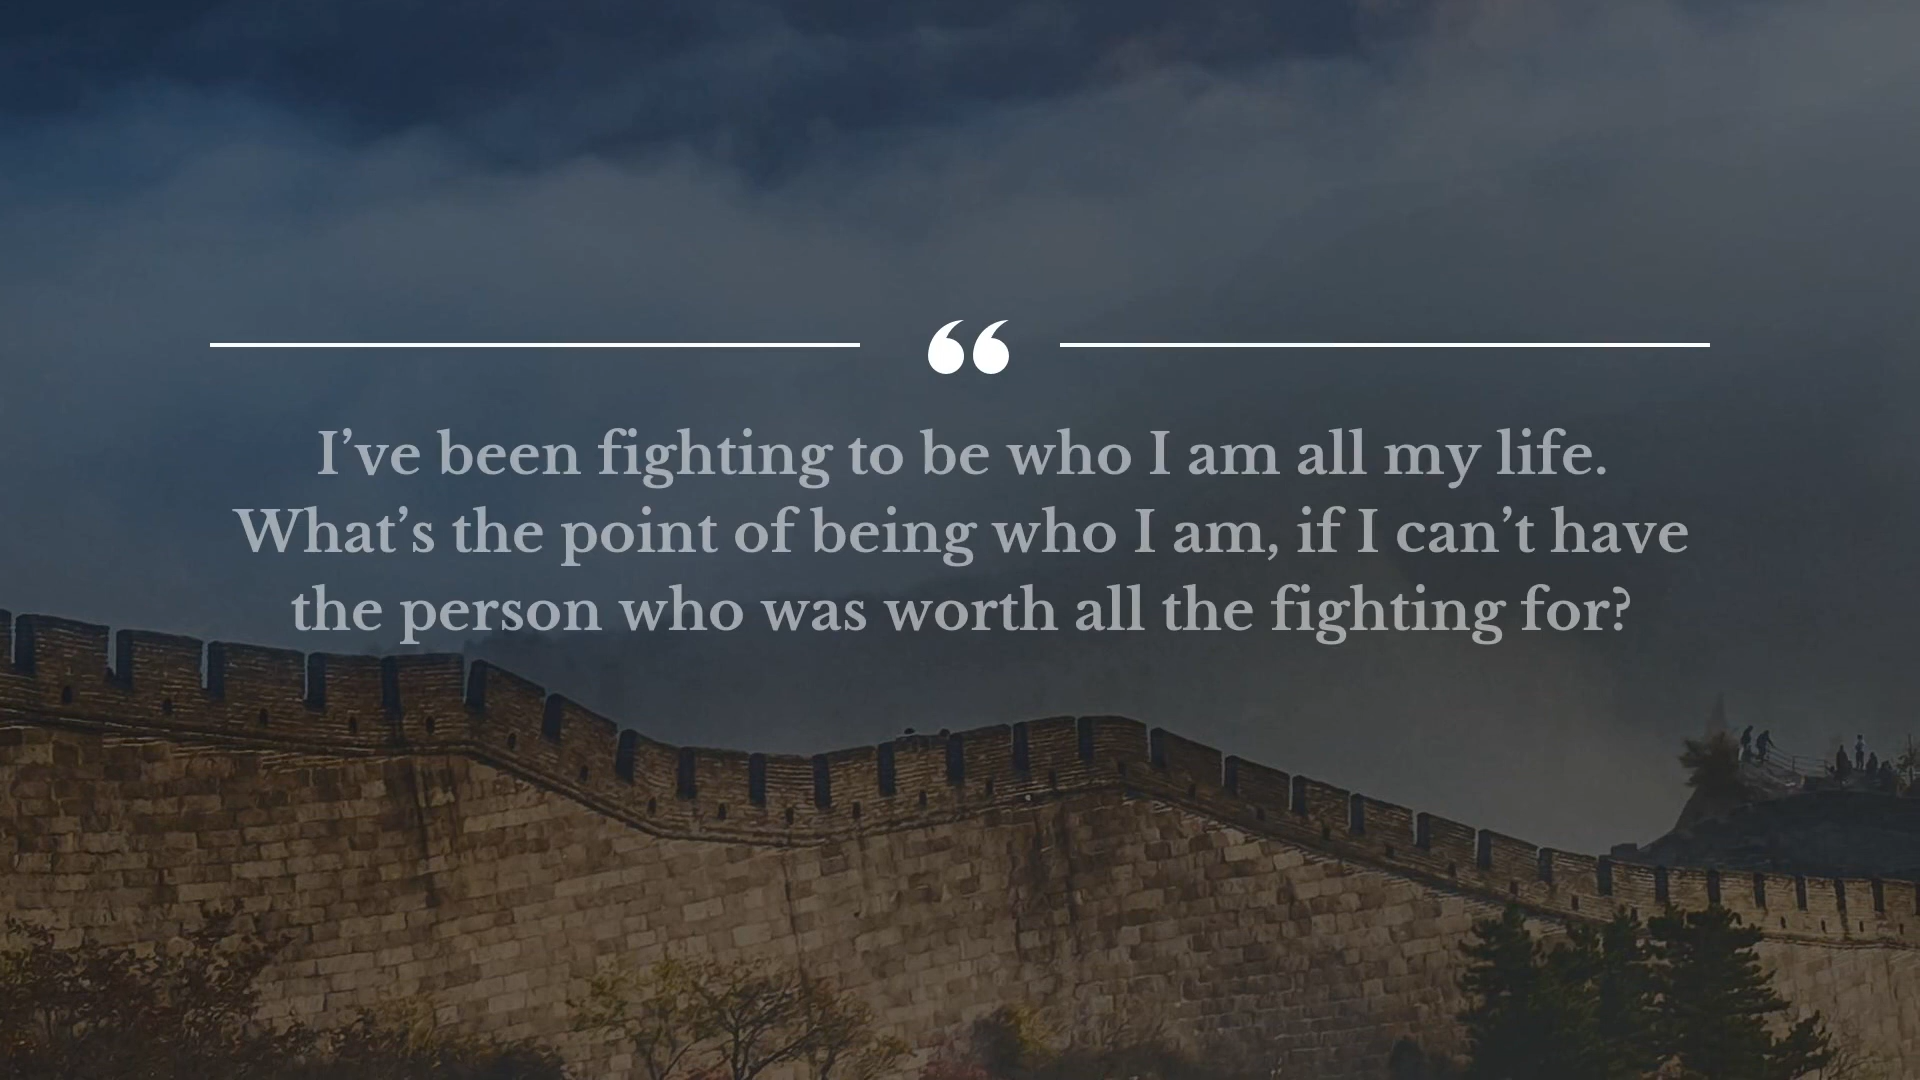 “
I’ve been fighting to be who I am all my life.
What’s the point of being who I am, if I can’t have
the person who was worth all the fighting for?